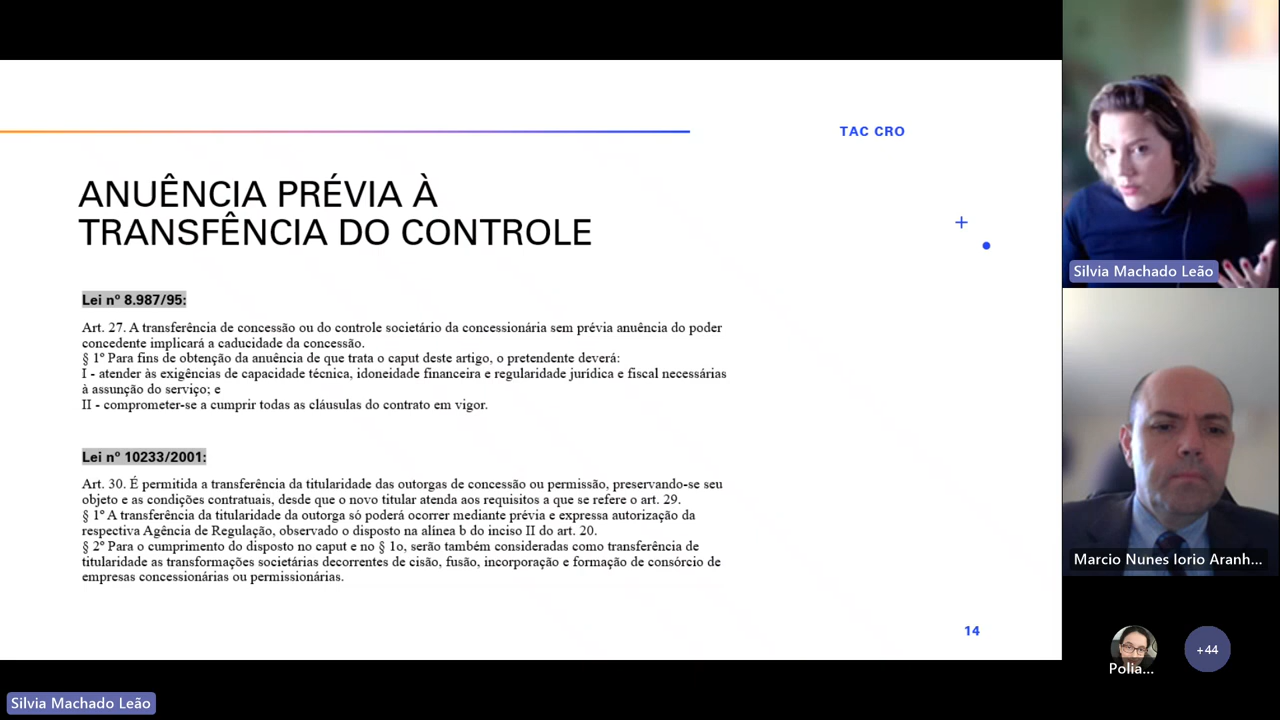 TAC CRO
ANUÊNCIA PRÉVIA À
TRANSFÊNCIA DO CONTROLE
Lei nº 8.987/95:
Art. 27. A transferência de concessão ou do controle societário da concessionária sem prévia anuência do poder
concedente implicará a caducidade da concessão.
§ 1º Para fins de obtenção da anuência de que trata o caput deste artigo, o pretendente deverá:
I - atender às exigências de capacidade técnica, idoneidade financeira e regularidade jurídica e fiscal necessárias
à assunção do serviço; e
II - comprometer-se a cumprir todas as cláusulas do contrato em vigor.
Lei nº 10233/2001:
Art. 30. É permitida a transferência da titularidade das outorgas de concessão ou permissão, preservando-se seu
objeto e as condições contratuais, desde que o novo titular atenda aos requisitos a que se refere o art. 29.
§ 1º A transferência da titularidade da outorga só poderá ocorrer mediante prévia e expressa autorização da
respectiva Agência de Regulação, observado o disposto na alínea b do inciso II do art. 20.
§ 2º Para o cumprimento do disposto no caput e no § 1o, serão também consideradas como transferência de
titularidade as transformações societárias decorrentes de cisão, fusão, incorporação e formação de consórcio de
empresas concessionárias ou permissionárias.
14
Silvia Machado Leão
Marcio Nunes Iorio Aranh...
Polia...
+44
Silvia Machado Leão